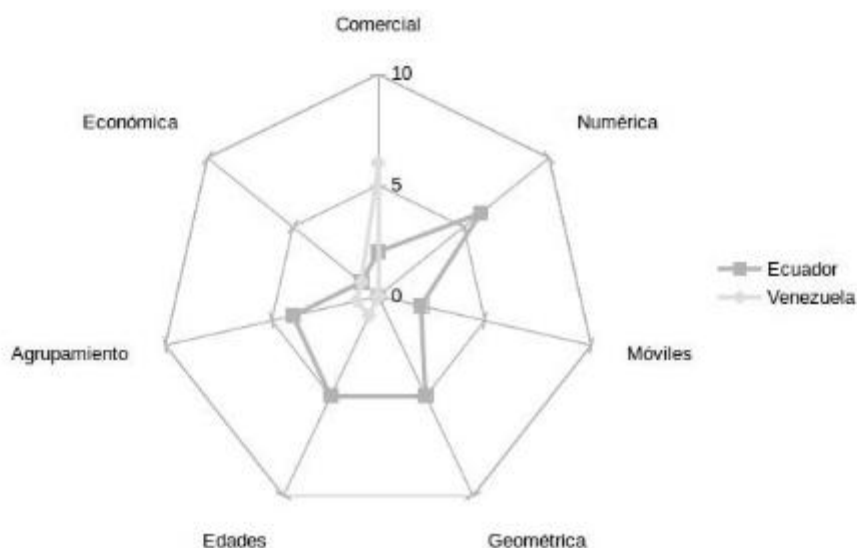 Comercial
10
Económica
Numérica
5
Ecuador
0
Venezuela
Agrupamiento
Móviles
Edades
Geométrica